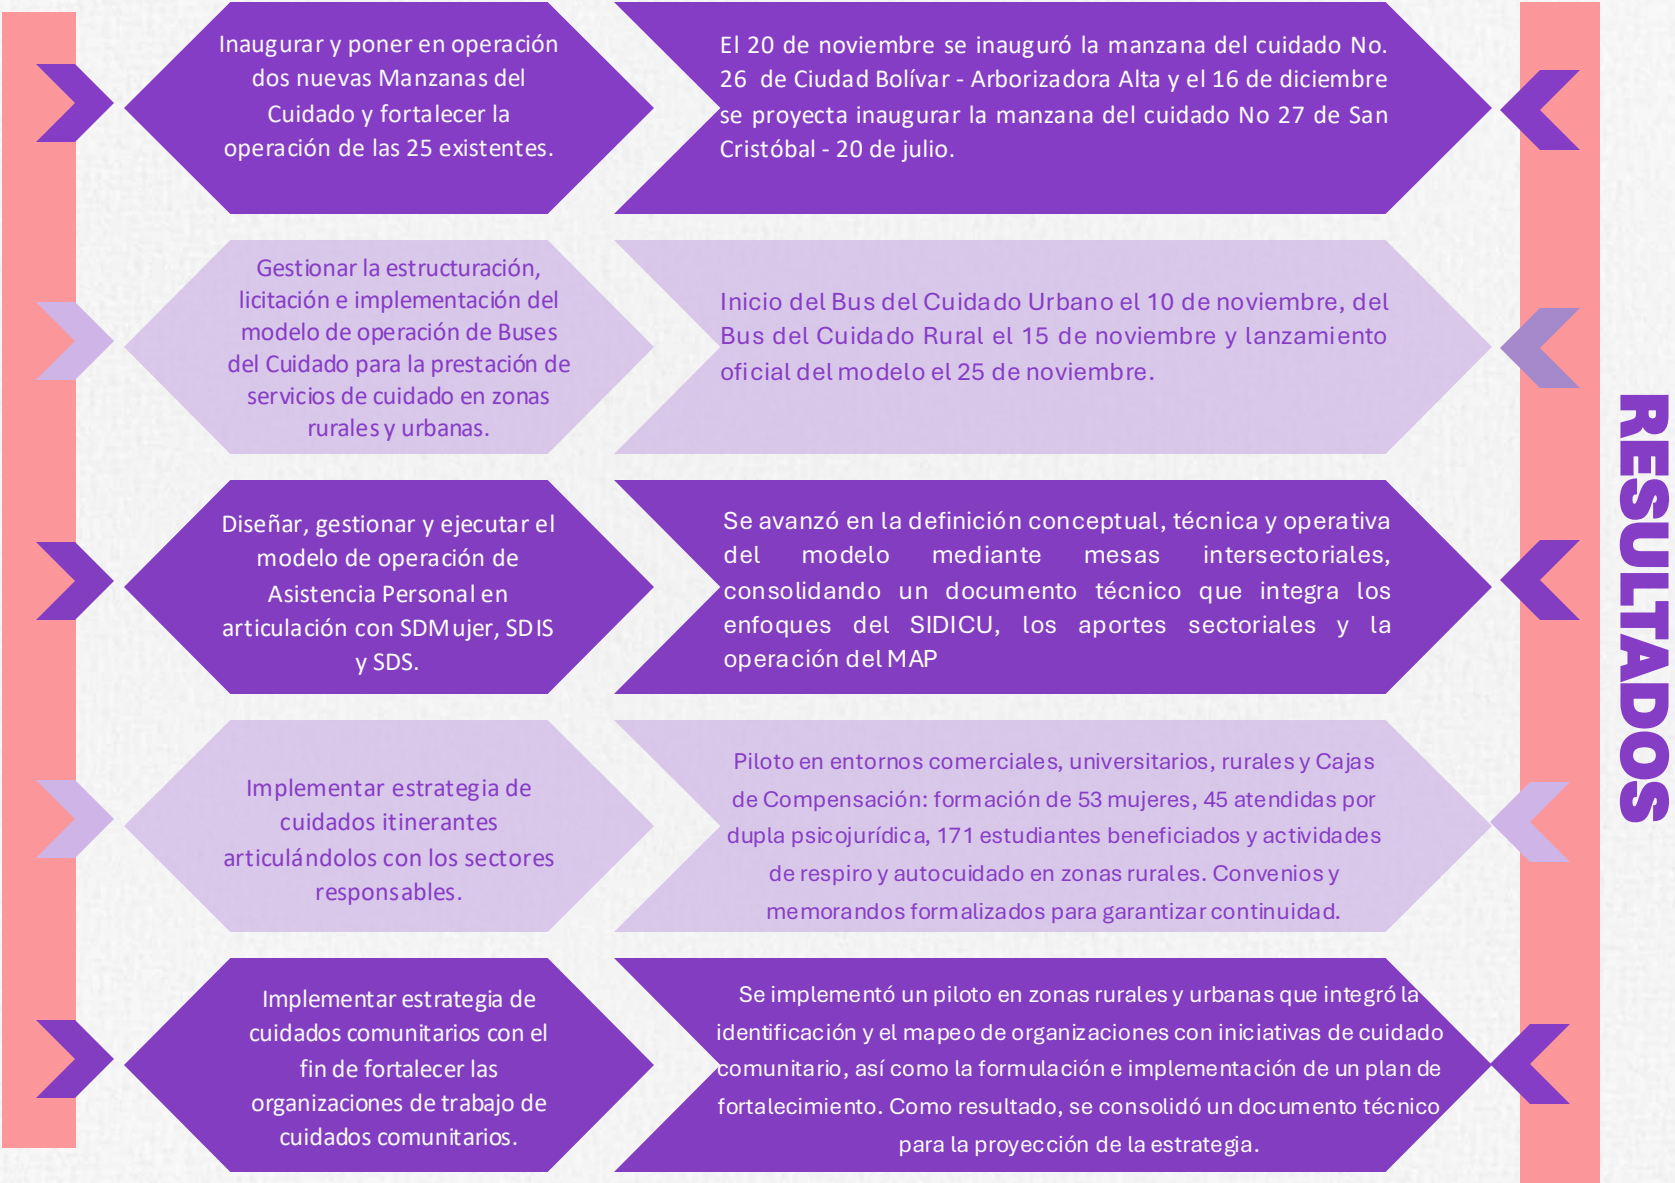 Inaugurar y poner en operación
dos nuevas Manzanas del
Cuidado y fortalecer la
operación de las 25 existentes.
El 20 de noviembre se inauguró la manzana del cuidado No.
26 de Ciudad Bolívar - Arborizadora Alta y el 16 de diciembre
se proyecta inaugurar la manzana del cuidado No 27 de San
Cristóbal - 20 de julio.
Gestionar la estructuración,
licitación e implementación del
modelo de operación de Buses
del Cuidado para la prestación de
servicios de cuidado en zonas
rurales y urbanas.
Inicio del Bus del Cuidado Urbano el 10 de noviembre, del
Bus del Cuidado Rural el 15 de noviembre y lanzamiento
oficial del modelo el 25 de noviembre.
Diseñar, gestionar y ejecutar el
modelo de operación de
Asistencia Personal en
articulación con SDMujer, SDIS
y SDS.
Se avanzó en la definición conceptual, técnica y operativa
del modelo mediante mesas intersectoriales,
consolidando un documento técnico que integra los
enfoques del SIDICU, los aportes sectoriales y la
operación del MAP
Implementar estrategia de
cuidados itinerantes
articulándolos con los sectores
responsables.
Piloto en entornos comerciales, universitarios, rurales y Cajas
de Compensación: formación de 53 mujeres, 45 atendidas por
dupla psicojurídica, 171 estudiantes beneficiados y actividades
de respiro y autocuidado en zonas rurales. Convenios y
memorandos formalizados para garantizar continuidad.
Implementar estrategia de
cuidados comunitarios con el
fin de fortalecer las
organizaciones de trabajo de
cuidados comunitarios.
Se implementó un piloto en zonas rurales y urbanas que integró la
identificación y el mapeo de organizaciones con iniciativas de cuidado
comunitario, así como la formulación e implementación de un plan de
fortalecimiento. Como resultado, se consolidó un documento técnico
para la proyección de la estrategia.
RESULTADOS